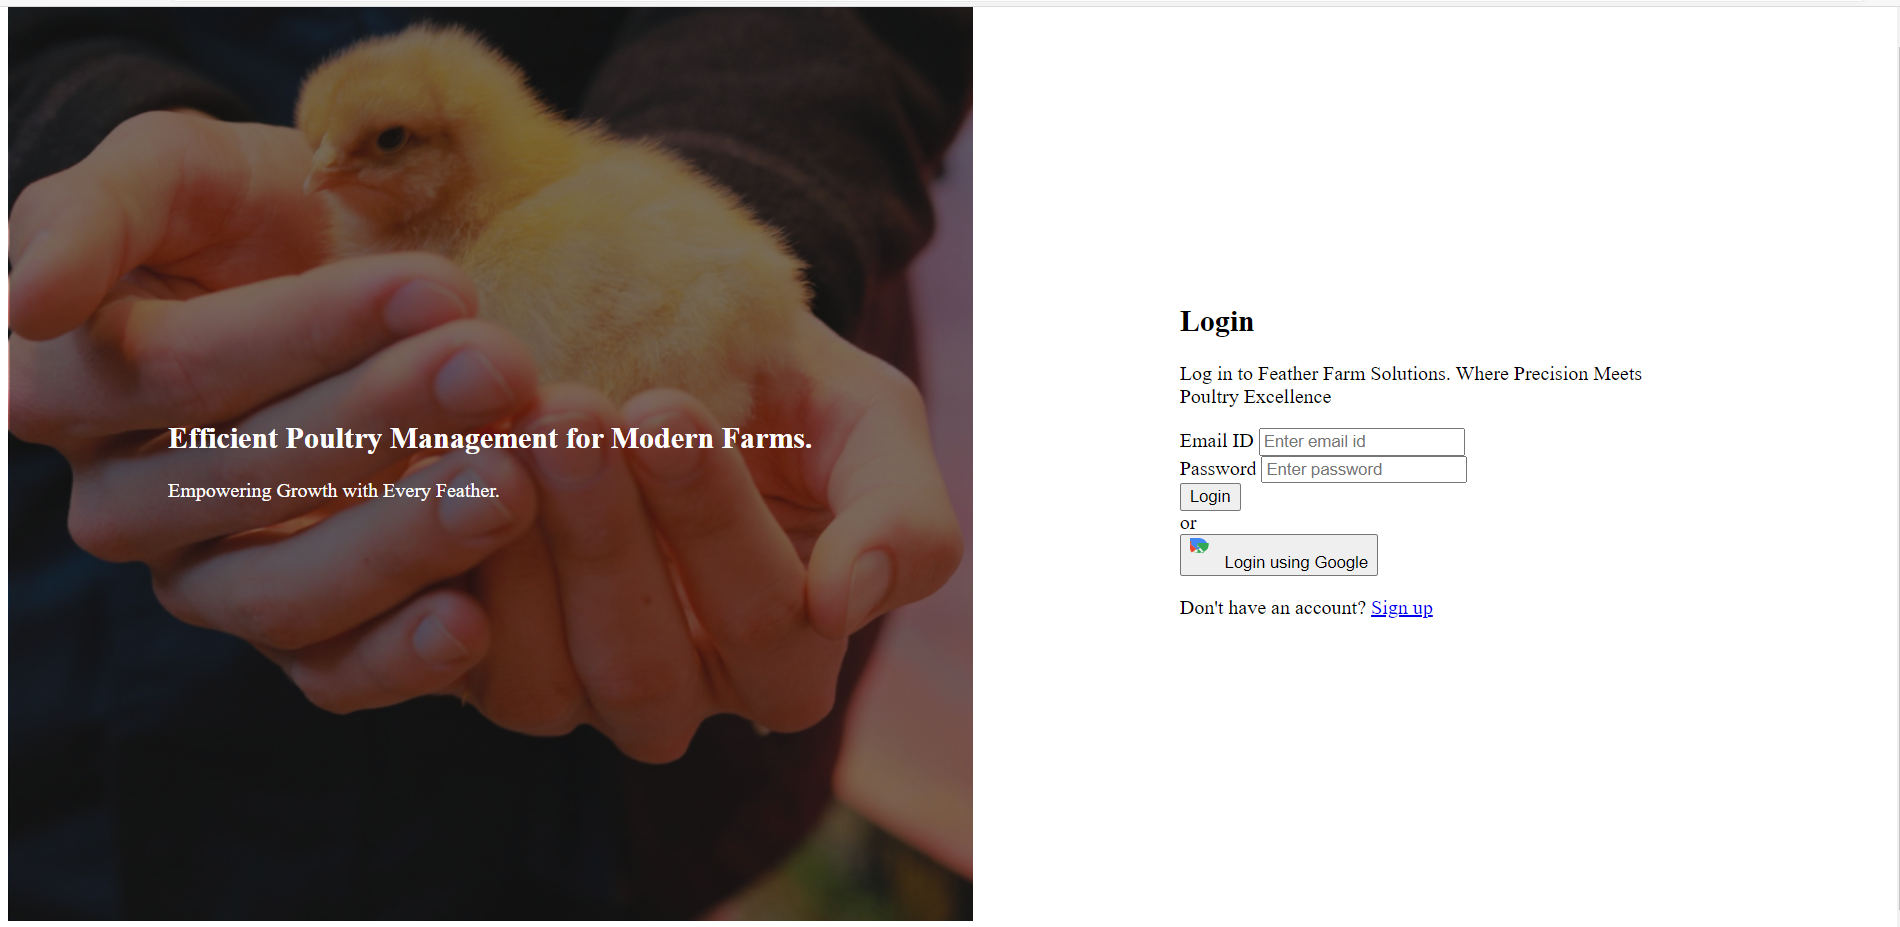 Efficient Poultry Management for Modern Farms.
Empowering Growth with Every Feather.
Login
Log in to Feather Farm Solutions. Where Precision Meets
Poultry Excellence
Email ID Enter email id
Password Enter password
Login
or
Login using Google
Don't have an account? Sign up